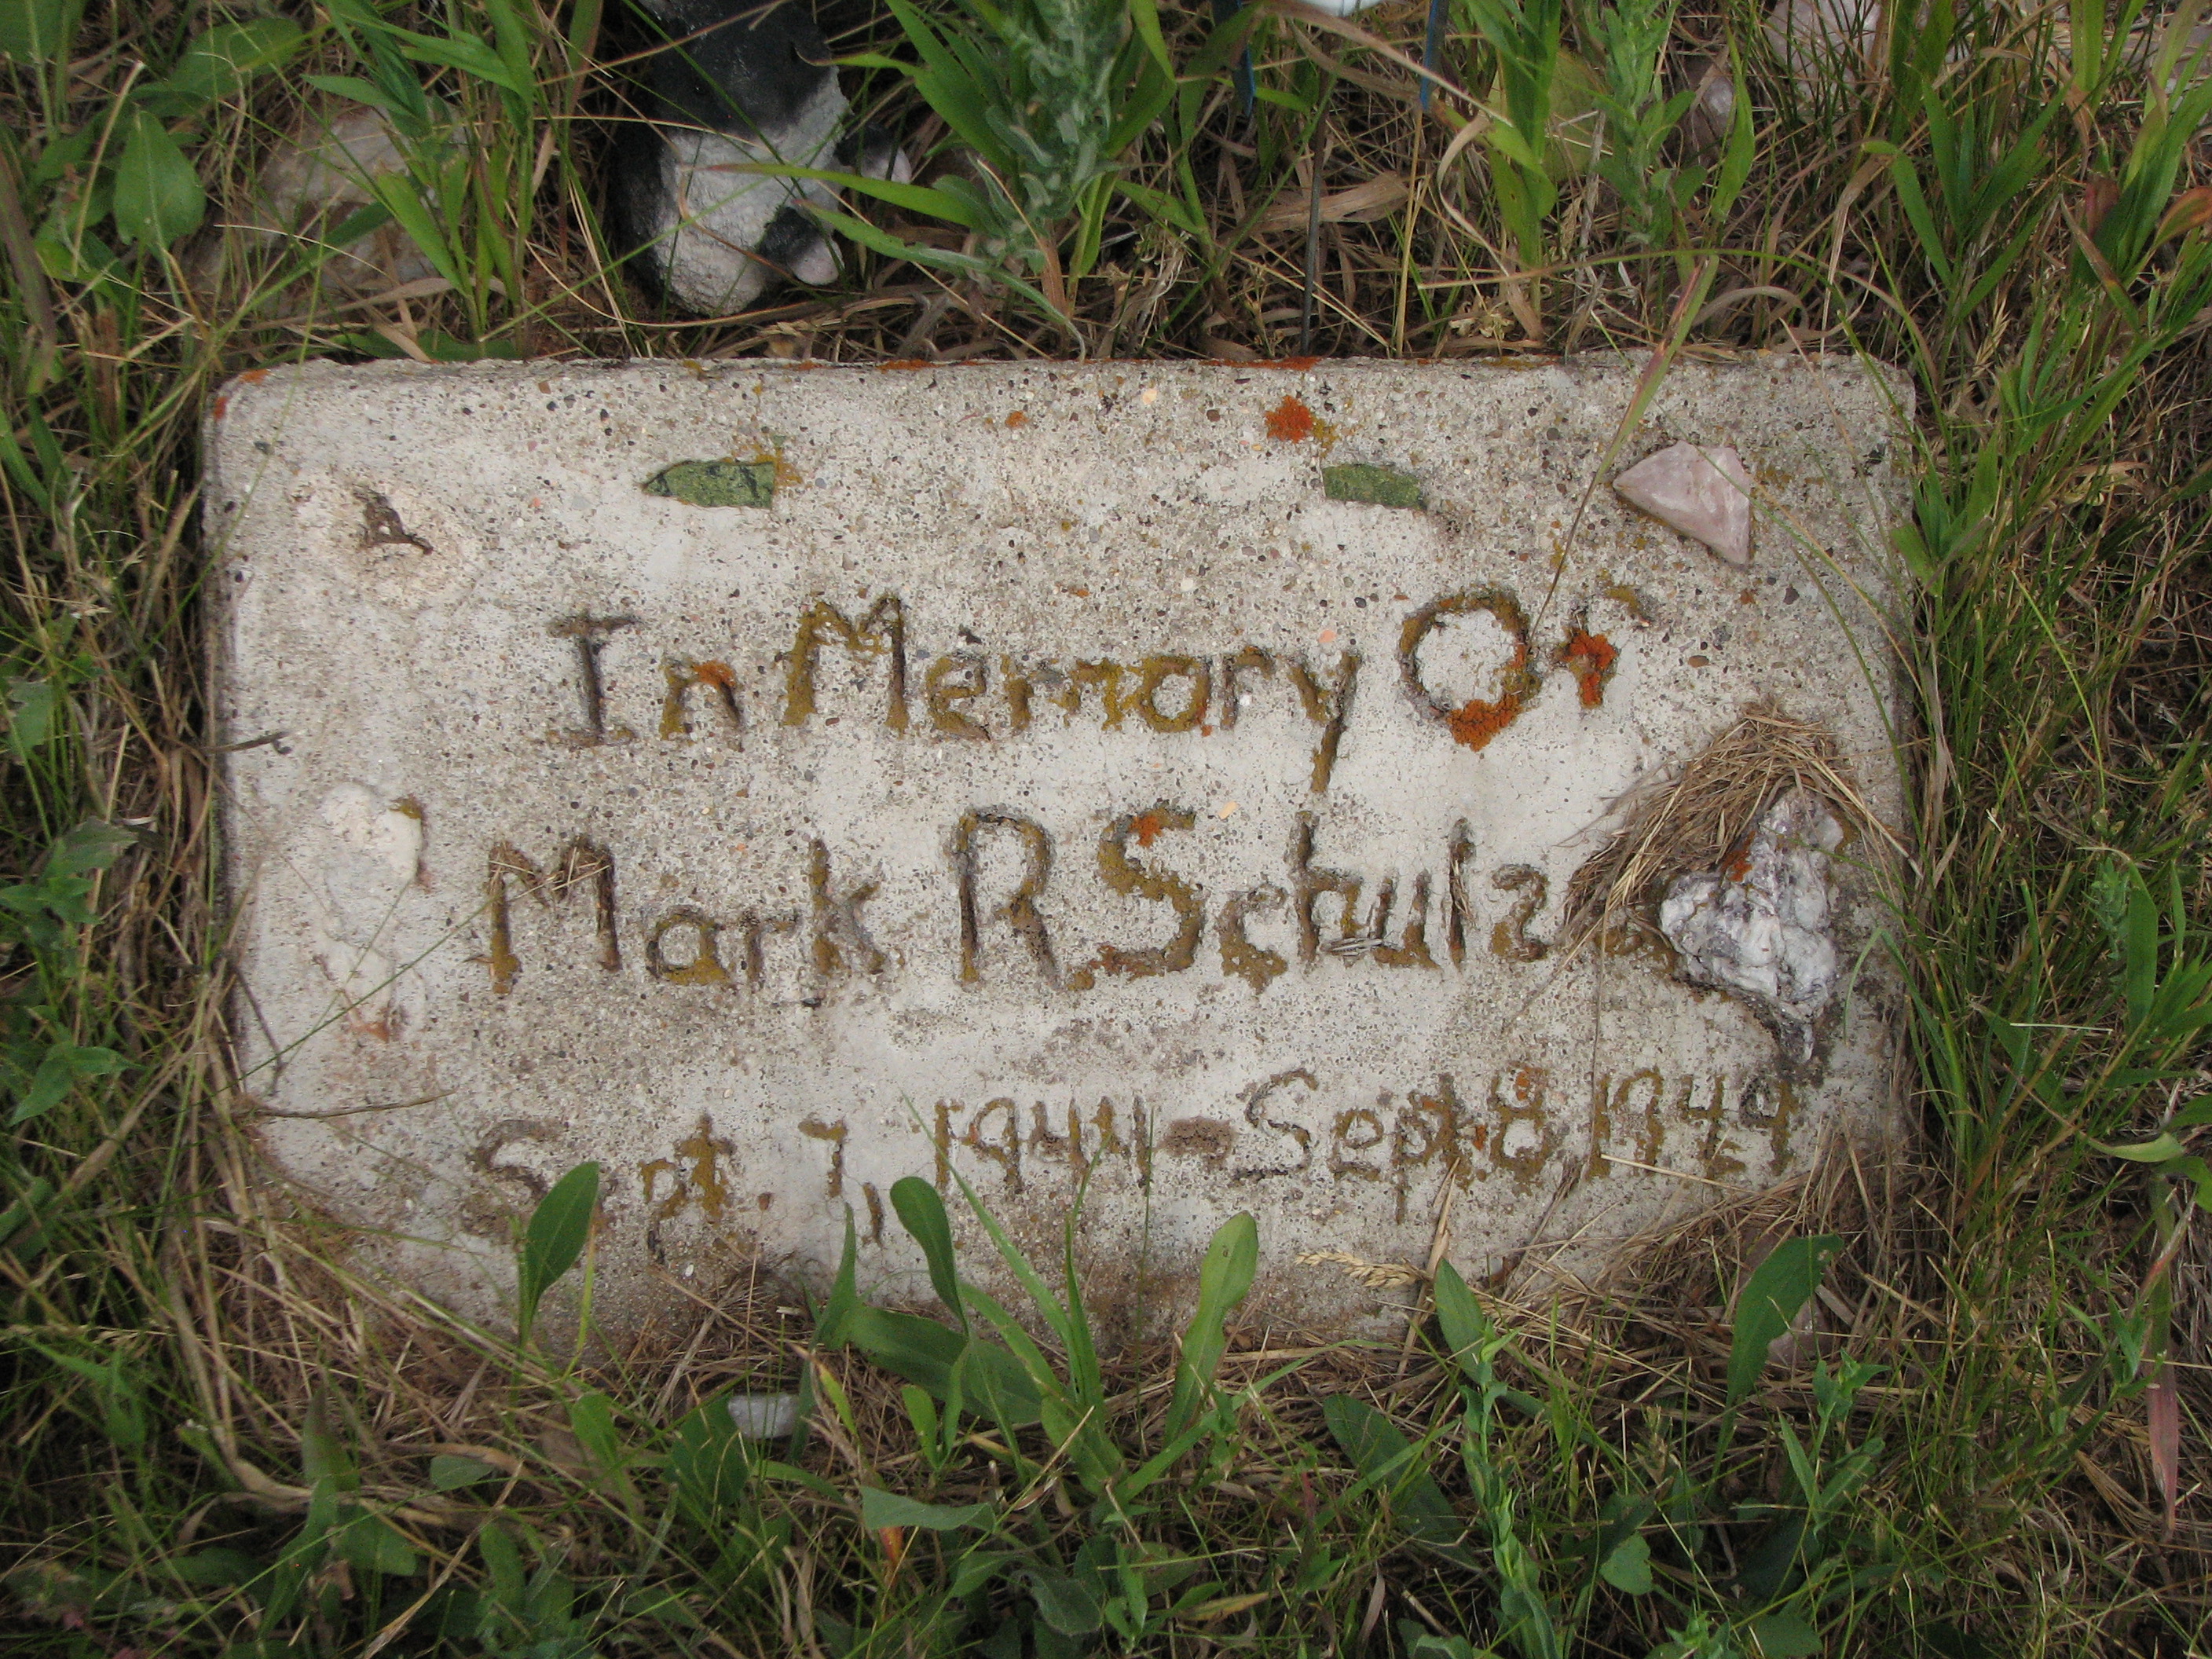 In Memory Of
Mark R Schulz
Sept. 7, 1944 - Sept. 8, 1949